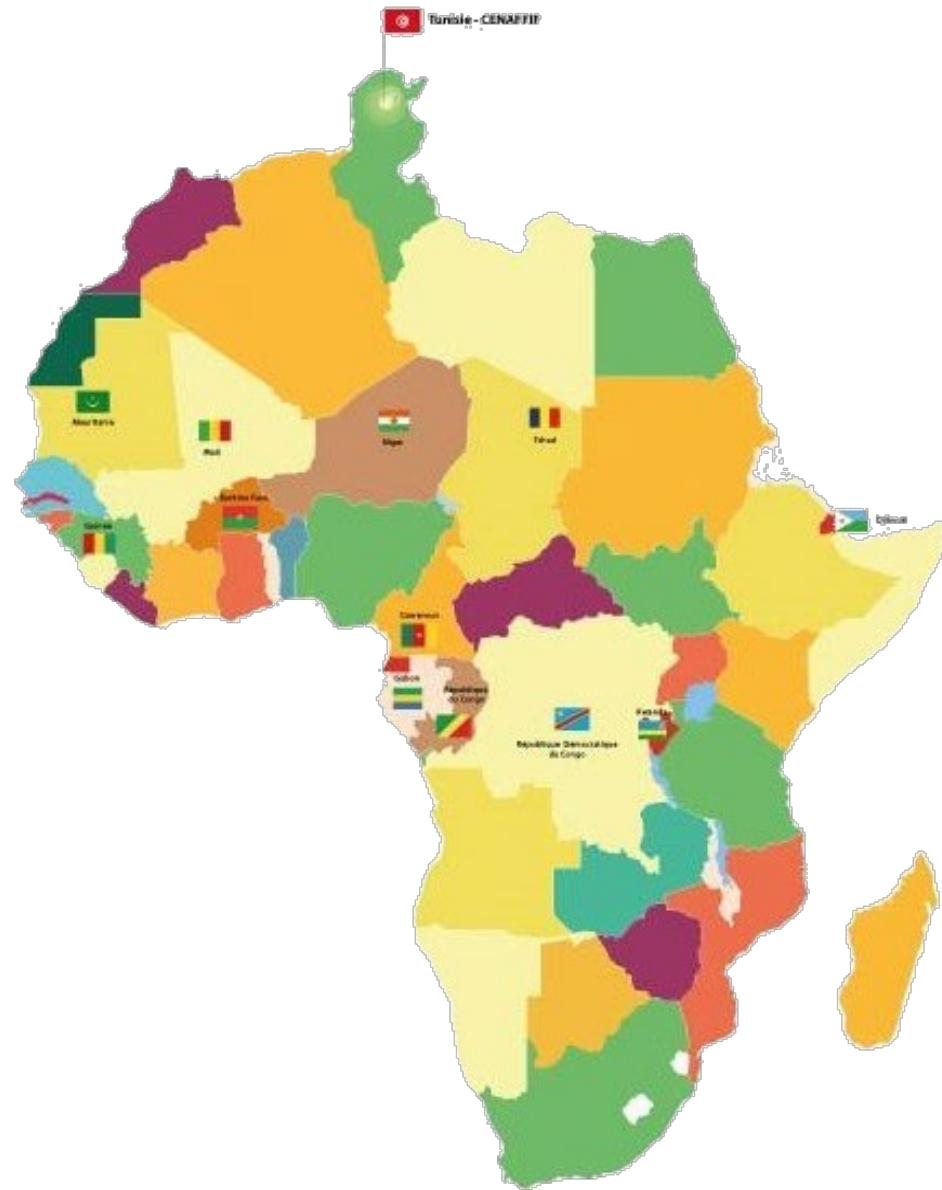 Tunisie - CENAFFIF
Mauritanie
Mali
Niger
Tchad
Burkina Faso
Guinée
Djibouti
Cameroun
Gabon
République
du Congo
Rwanda
République Démocratique
du Congo